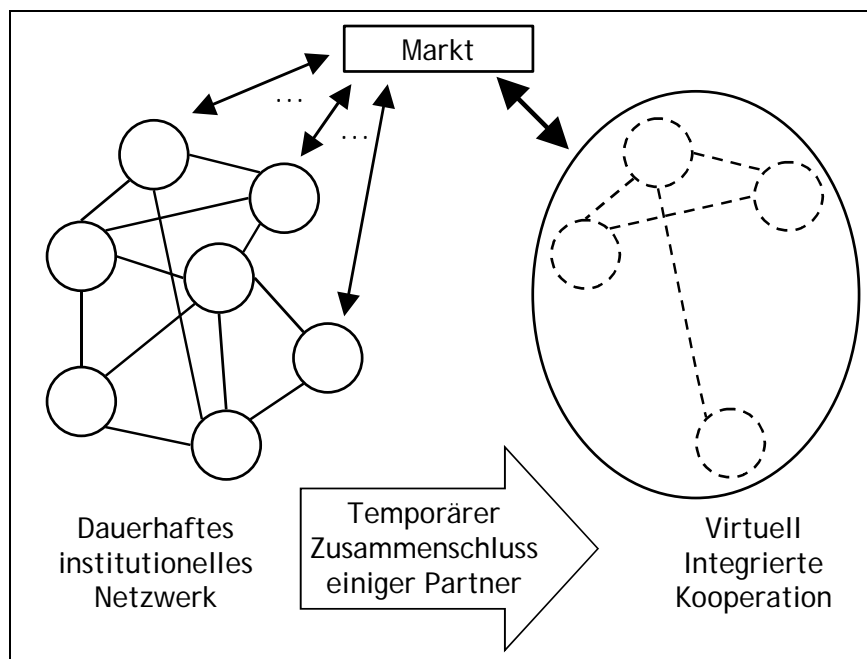 Markt
...
...
Dauerhaftes
institutionelles
Netzwerk
Temporärer
Zusammenschluss
einiger Partner
Virtuell
Integrierte
Kooperation